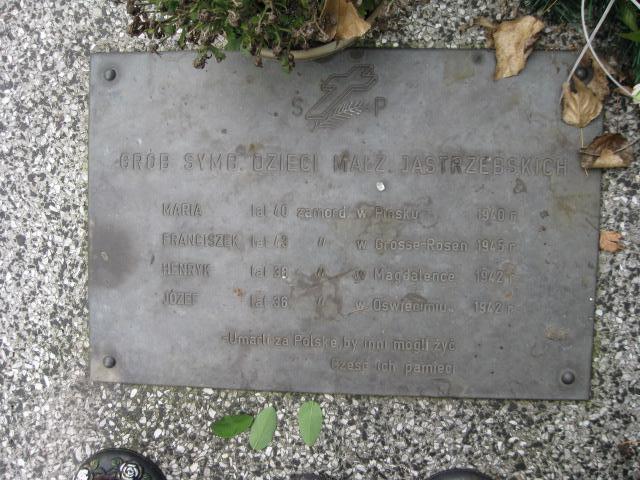 Ś P
GRÓB SYMB. DZIECI MAŁŻ. JASTRZĘBSKICH
MARIA lat 40 zamord. w Pińsku 1940 r.
FRANCISZEK lat 43 " w Grosse-Rosen 1945 r.
HENRYK lat 38 " w Magdalence 1942 r.
JÓZEF lat 36 " w Oświęcimiu 1942 r.
-Umarli za Polskę, by inni mogli żyć
Cześć ich pamięci